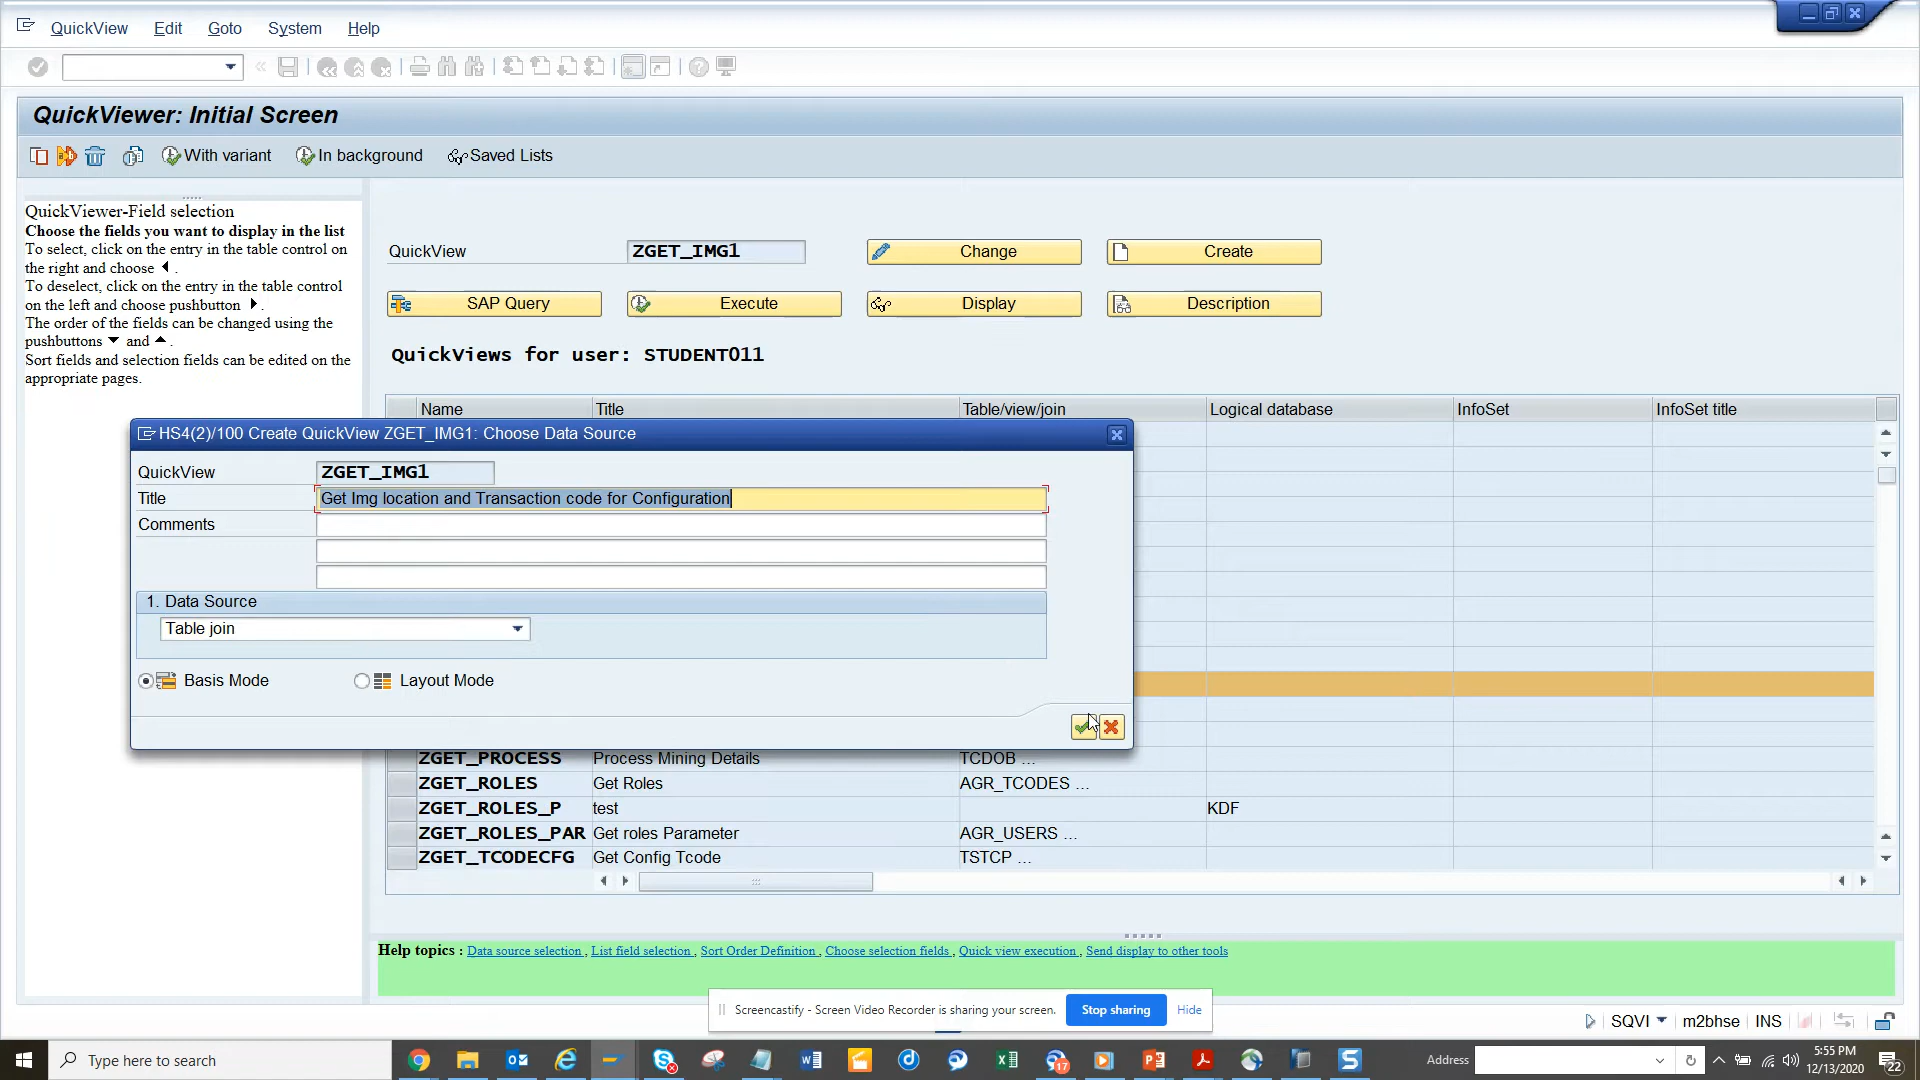 QuickView Edit Goto System Help
QuickViewer: Initial Screen
With variant In background Saved Lists
QuickViewer-Field selection
Choose the fields you want to display in the list
To select, click on the entry in the table control on
the right and choose .
To deselect, click on the entry in the table control
on the left and choose pushbutton .
The order of the fields can be changed using the
pushbuttons and .
Sort fields and selection fields can be edited on the
appropriate pages.
QuickView ZGET_IMG1 Change Create
SAP Query Execute Display Description
QuickViews for user: STUDENT011
Name Title Table/view/join Logical database InfoSet InfoSet title
HS4(2)/100 Create QuickView ZGET_IMG1: Choose Data Source
QuickView ZGET_IMG1
Title Get Img location and Transaction code for Configuration
Comments
1. Data Source
Table join
Basis Mode Layout Mode
ZGET_PROCESS Process Mining Details TCDOB ...
ZGET_ROLES Get Roles AGR_TCODES ...
ZGET_ROLES_P test KDF
ZGET_ROLES_PAR Get roles Parameter AGR_USERS ...
ZGET_TCODECFG Get Config Tcode TSTCP ...
Help topics : Data source selection , List field selection , Sort Order Definition , Choose selection fields , Quick view execution , Send display to other tools
Screencastify - Screen Video Recorder is sharing your screen. Stop sharing Hide
SQVI m2bhse INS
Type here to search
17
Address
5:55 PM
12/13/2020
22